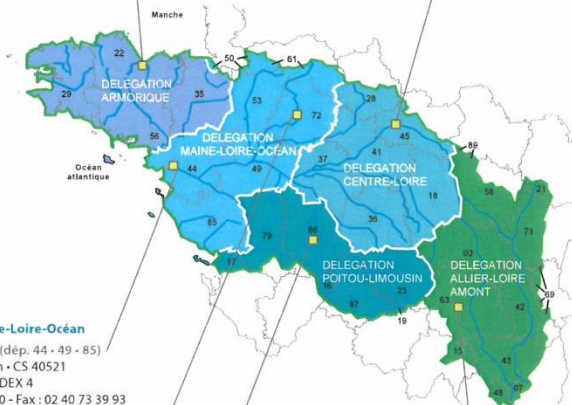 Manche
22
50
61
DELEGATION
ARMORIQUE
29
35
53
72
28
45
56
DELEGATION
MAINE-LOIRE-OCÉAN
41
89
Océan
atlantique
44
49
37
DELEGATION
CENTRE-LOIRE
58
21
18
85
36
71
79
86
03
17
DELEGATION
POITOU-LIMOUSIN
DELEGATION
ALLIER-LOIRE
AMONT
16
23
87
19
63
69
42
15
43
48
07
e-Loire-Océan
(dép. 44 • 49 • 85)
• CS 40521
DEX 4
0 - Fax : 02 40 73 39 93